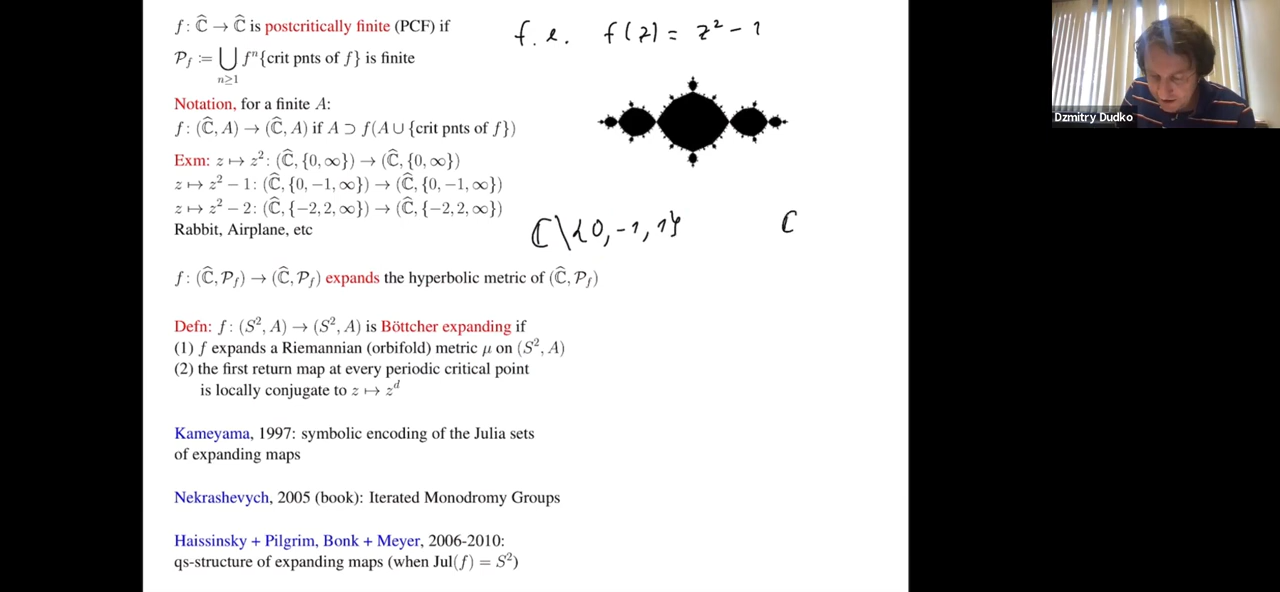 f: Ĉ → Ĉ is postcritically finite (PCF) if
f. e. f(z) = z² − 1
𝒫_f := ⋃_{n≥1} fⁿ{crit pnts of f} is finite
Notation, for a finite A:
f: (Ĉ, A) → (Ĉ, A) if A ⊃ f(A ∪ {crit pnts of f})
Exm: z ↦ z²: (Ĉ, {0, ∞}) → (Ĉ, {0, ∞})
z ↦ z² − 1: (Ĉ, {0, −1, ∞}) → (Ĉ, {0, −1, ∞})
z ↦ z² − 2: (Ĉ, {−2, 2, ∞}) → (Ĉ, {−2, 2, ∞})
Rabbit, Airplane, etc
ℂ \ {0, −1, 1} ℂ
f: (Ĉ, 𝒫_f) → (Ĉ, 𝒫_f) expands the hyperbolic metric of (Ĉ, 𝒫_f)
Defn: f: (S², A) → (S², A) is Böttcher expanding if
(1) f expands a Riemannian (orbifold) metric μ on (S², A)
(2) the first return map at every periodic critical point
is locally conjugate to z ↦ z^d
Kameyama, 1997: symbolic encoding of the Julia sets
of expanding maps
Nekrashevych, 2005 (book): Iterated Monodromy Groups
Haissinsky + Pilgrim, Bonk + Meyer, 2006-2010:
qs-structure of expanding maps (when Jul(f) = S²)
Dzmitry Dudko